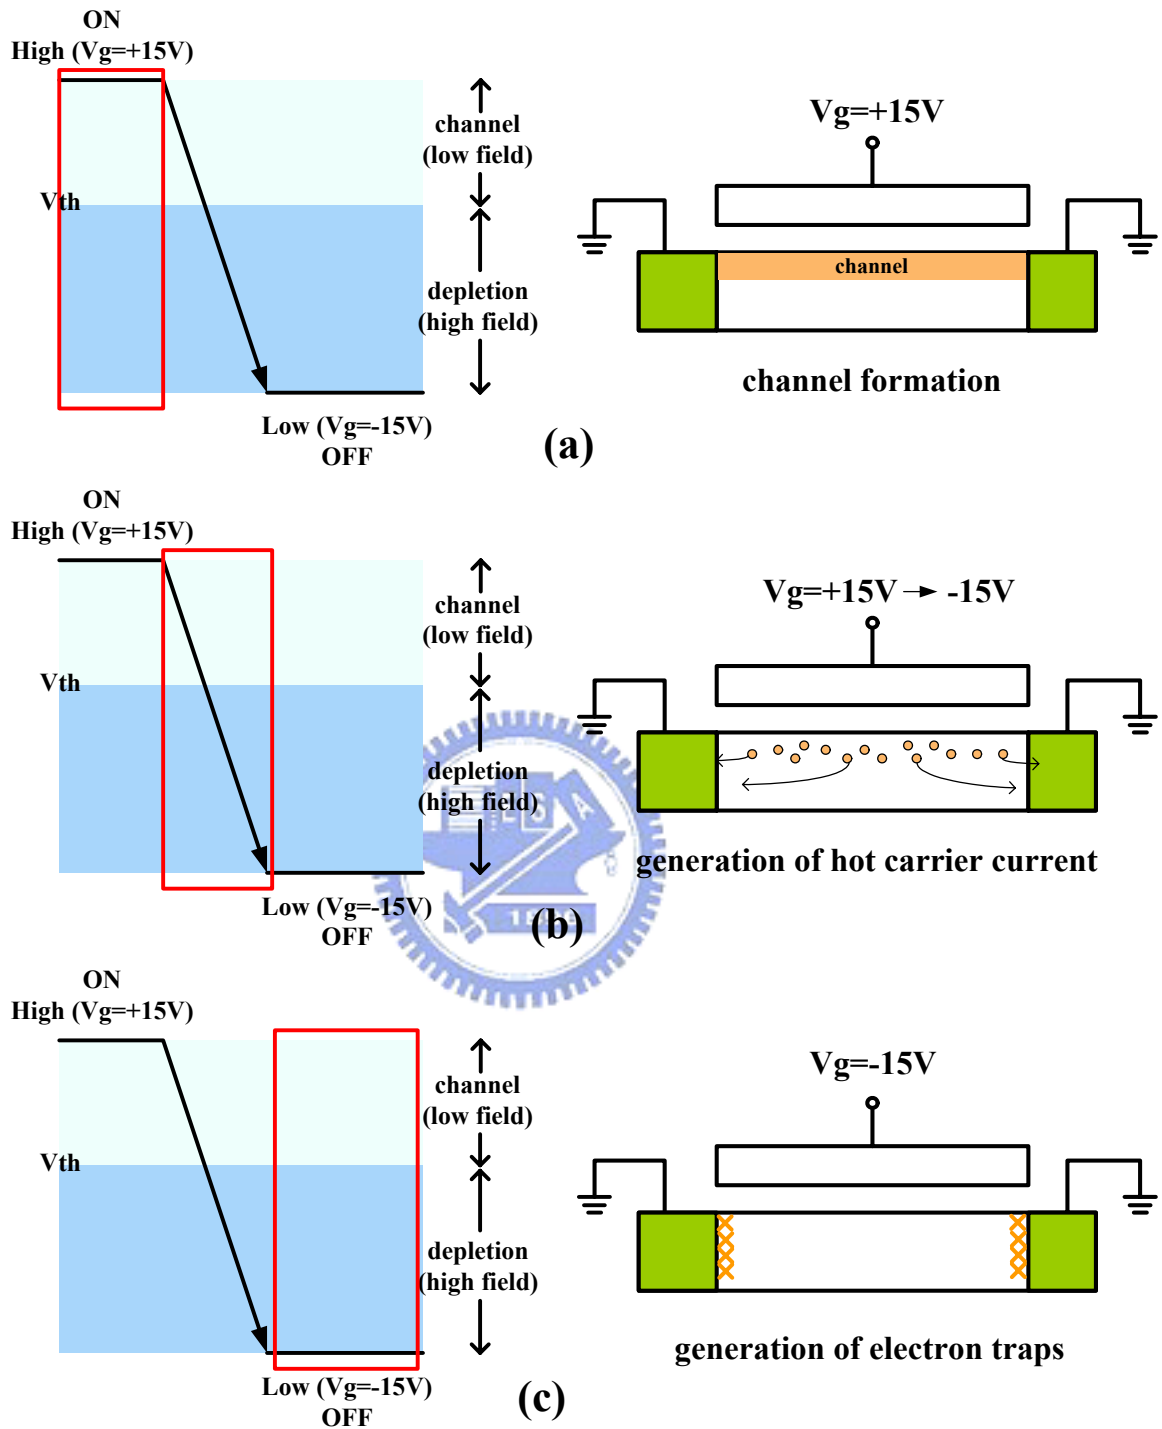 ON
High (Vg=+15V)
Vth
channel
(low field)
depletion
(high field)
Low (Vg=-15V)
OFF
Vg=+15V
channel
channel formation
(a)
ON
High (Vg=+15V)
Vth
channel
(low field)
depletion
(high field)
Low (Vg=-15V)
OFF
Vg=+15V → -15V
generation of hot carrier current
(b)
ON
High (Vg=+15V)
Vth
channel
(low field)
depletion
(high field)
Low (Vg=-15V)
OFF
Vg=-15V
generation of electron traps
(c)